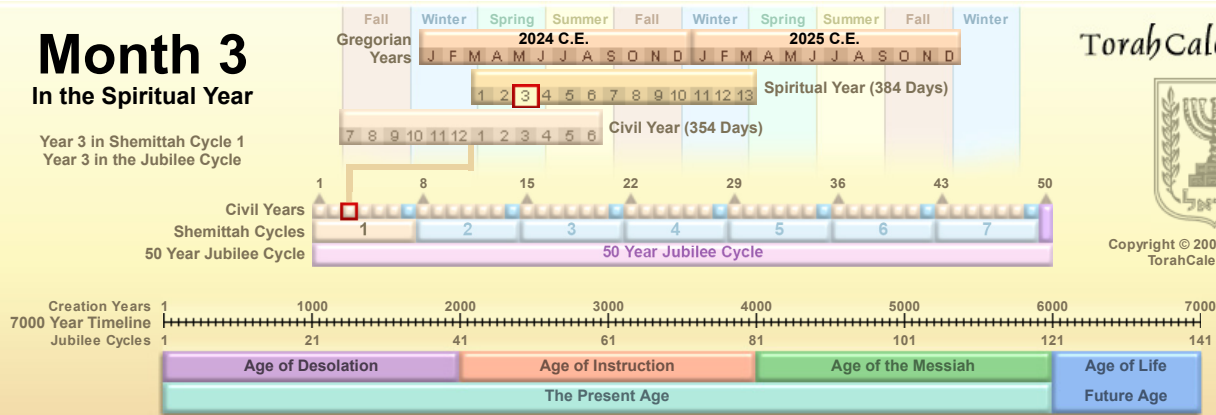 Month 3
In the Spiritual Year
Year 3 in Shemittah Cycle 1
Year 3 in the Jubilee Cycle
Fall Winter Spring Summer Fall Winter Spring Summer Fall Winter
Gregorian Years
2024 C.E. 2025 C.E.
J F M A M J J A S O N D J F M A M J J A S O N D
1 2 3 4 5 6 7 8 9 10 11 12 13 Spiritual Year (384 Days)
7 8 9 10 11 12 1 2 3 4 5 6 Civil Year (354 Days)
1 8 15 22 29 36 43 50
Civil Years
Shemittah Cycles 1 2 3 4 5 6 7
50 Year Jubilee Cycle 50 Year Jubilee Cycle
TorahCale
Copyright © 200
TorahCale
Creation Years 1 1000 2000 3000 4000 5000 6000 7000
7000 Year Timeline
Jubilee Cycles 1 21 41 61 81 101 121 141
Age of Desolation Age of Instruction Age of the Messiah Age of Life
The Present Age Future Age